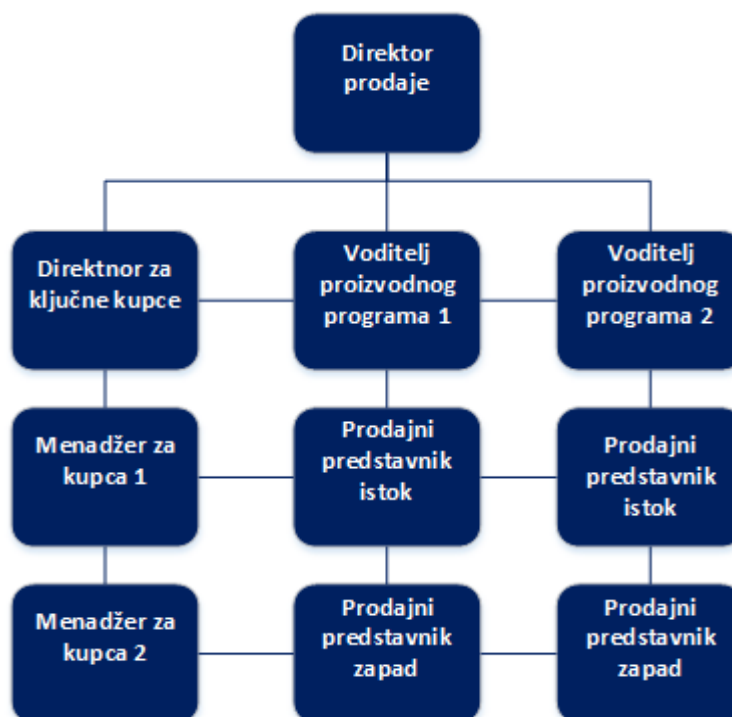 Direktor
prodaje
Direktnor za
ključne kupce
Voditelj
proizvodnog
programa 1
Voditelj
proizvodnog
programa 2
Menadžer za
kupca 1
Prodajni
predstavnik
istok
Prodajni
predstavnik
istok
Menadžer za
kupca 2
Prodajni
predstavnik
zapad
Prodajni
predstavnik
zapad